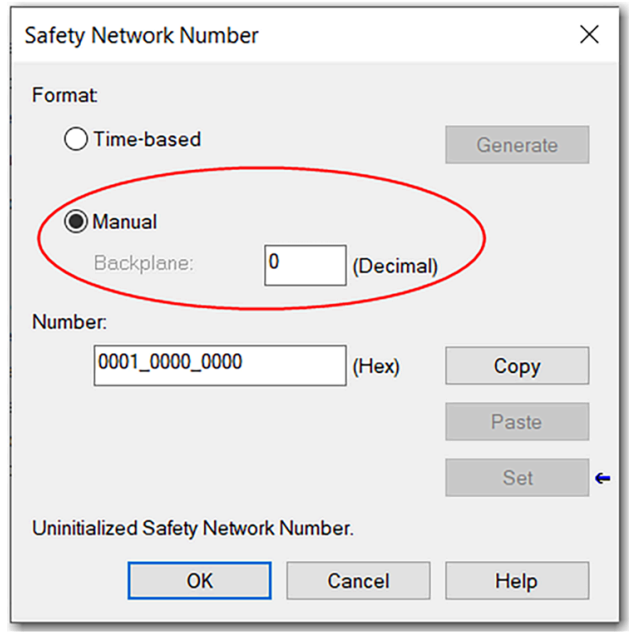 Safety Network Number
Format:
Time-based
Generate
Manual
Backplane:
0
(Decimal)
Number:
0001_0000_0000
(Hex)
Copy
Paste
Set
Uninitialized Safety Network Number.
OK
Cancel
Help